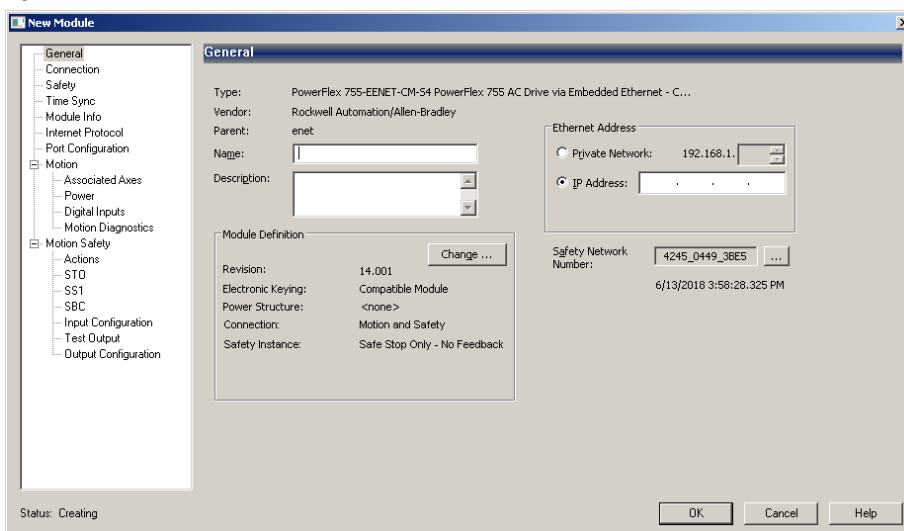 New Module
General
Connection
Safety
Time Sync
Module Info
Internet Protocol
Port Configuration
Motion
Associated Axes
Power
Digital Inputs
Motion Diagnostics
Motion Safety
Actions
STO
SS1
SBC
Input Configuration
Test Output
Output Configuration
General
Type: PowerFlex 755-EENET-CM-S4 PowerFlex 755 AC Drive via Embedded Ethernet - C...
Vendor: Rockwell Automation/Allen-Bradley
Parent: enet
Name:
Description:
Ethernet Address
Private Network: 192.168.1.
IP Address: . . .
Module Definition
Change ...
Revision: 14.001
Electronic Keying: Compatible Module
Power Structure: <none>
Connection: Motion and Safety
Safety Instance: Safe Stop Only - No Feedback
Safety Network
Number:
4245_0449_3BE5 ...
6/13/2018 3:58:28.325 PM
Status: Creating
OK Cancel Help